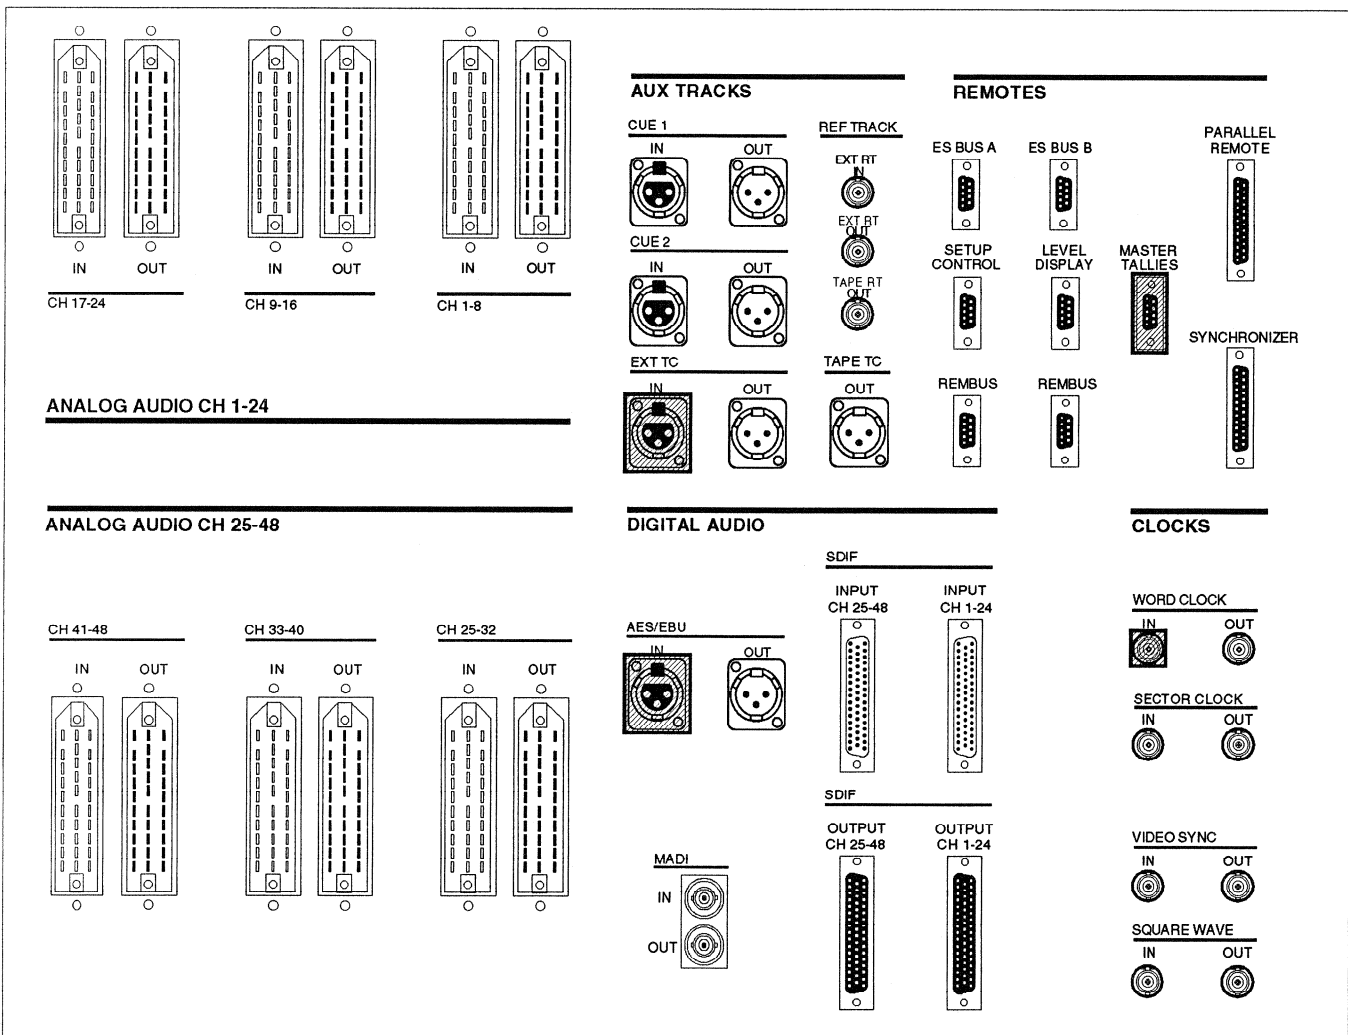 IN OUT IN OUT IN OUT
CH 17-24 CH 9-16 CH 1-8
ANALOG AUDIO CH 1-24
ANALOG AUDIO CH 25-48
CH 41-48 CH 33-40 CH 25-32
IN OUT IN OUT IN OUT
AUX TRACKS
CUE 1
IN OUT
CUE 2
IN OUT
EXT TC
IN OUT
REF TRACK
EXT RT
IN
EXT RT
OUT
TAPE RT
OUT
TAPE TC
OUT
REMOTES
ES BUS A ES BUS B
PARALLEL
REMOTE
SETUP
CONTROL
LEVEL
DISPLAY
MASTER
TALLIES
SYNCHRONIZER
REMBUS REMBUS
DIGITAL AUDIO
SDIF
INPUT
CH 25-48
INPUT
CH 1-24
AES/EBU
IN OUT
SDIF
OUTPUT
CH 25-48
OUTPUT
CH 1-24
MADI
IN
OUT
CLOCKS
WORD CLOCK
IN OUT
SECTOR CLOCK
IN OUT
VIDEO SYNC
IN OUT
SQUARE WAVE
IN OUT